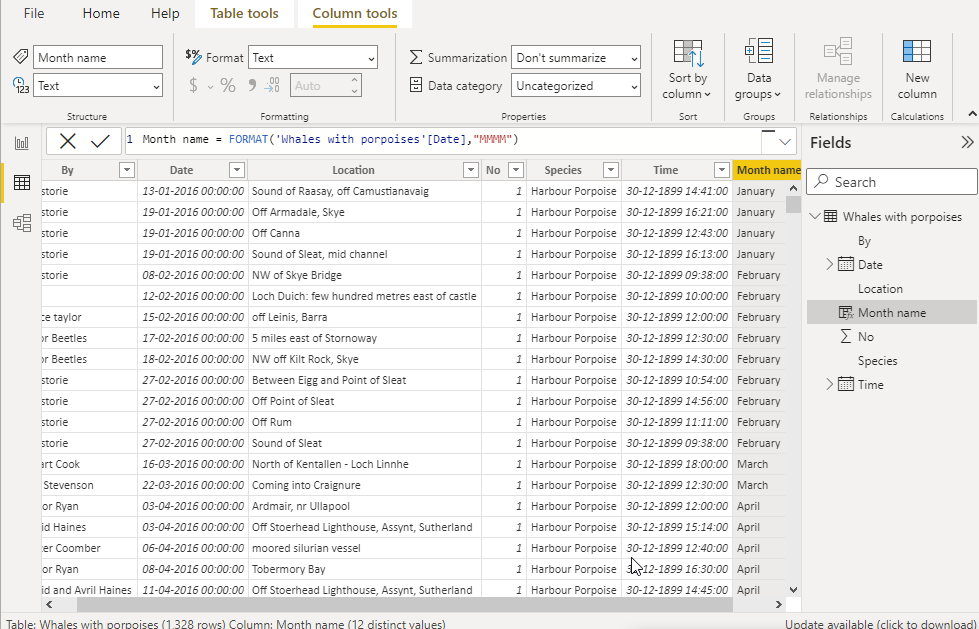 File Home Help Table tools Column tools
Month name $% Format Text Summarization Don't summarize
Text $ % Auto Data category Uncategorized
Sort by column Data groups Manage relationships New column
Structure Formatting Properties Sort Groups Relationships Calculations
1 Month name = FORMAT('Whales with porpoises'[Date],"MMMM")
Fields
Search
Whales with porpoises
By
Date
Location
Month name
No
Species
Time
By Date Location No Species Time Month name
storie 13-01-2016 00:00:00 Sound of Raasay, off Camustianavaig 1 Harbour Porpoise 30-12-1899 14:41:00 January
storie 19-01-2016 00:00:00 Off Armadale, Skye 1 Harbour Porpoise 30-12-1899 16:21:00 January
storie 19-01-2016 00:00:00 Off Canna 1 Harbour Porpoise 30-12-1899 12:43:00 January
storie 19-01-2016 00:00:00 Sound of Sleat, mid channel 1 Harbour Porpoise 30-12-1899 16:13:00 January
storie 08-02-2016 00:00:00 NW of Skye Bridge 1 Harbour Porpoise 30-12-1899 09:38:00 February
12-02-2016 00:00:00 Loch Duich: few hundred metres east of castle 1 Harbour Porpoise 30-12-1899 10:00:00 February
ce taylor 15-02-2016 00:00:00 off Leinis, Barra 1 Harbour Porpoise 30-12-1899 12:00:00 February
or Beetles 17-02-2016 00:00:00 5 miles east of Stornoway 1 Harbour Porpoise 30-12-1899 12:30:00 February
or Beetles 18-02-2016 00:00:00 NW off Kilt Rock, Skye 1 Harbour Porpoise 30-12-1899 14:30:00 February
storie 27-02-2016 00:00:00 Between Eigg and Point of Sleat 1 Harbour Porpoise 30-12-1899 10:54:00 February
storie 27-02-2016 00:00:00 Off Point of Sleat 1 Harbour Porpoise 30-12-1899 14:56:00 February
storie 27-02-2016 00:00:00 Off Rum 1 Harbour Porpoise 30-12-1899 11:11:00 February
storie 27-02-2016 00:00:00 Sound of Sleat 1 Harbour Porpoise 30-12-1899 09:38:00 February
art Cook 16-03-2016 00:00:00 North of Kentallen - Loch Linnhe 1 Harbour Porpoise 30-12-1899 18:00:00 March
Stevenson 22-03-2016 00:00:00 Coming into Craignure 1 Harbour Porpoise 30-12-1899 12:30:00 March
or Ryan 03-04-2016 00:00:00 Ardmair, nr Ullapool 1 Harbour Porpoise 30-12-1899 12:00:00 April
id Haines 03-04-2016 00:00:00 Off Stoerhead Lighthouse, Assynt, Sutherland 1 Harbour Porpoise 30-12-1899 15:14:00 April
er Coomber 06-04-2016 00:00:00 moored silurian vessel 1 Harbour Porpoise 30-12-1899 12:40:00 April
or Ryan 08-04-2016 00:00:00 Tobermory Bay 1 Harbour Porpoise 12-1899 16:30:00 April
id and Avril Haines 11-04-2016 00:00:00 Off Stoerhead Lighthouse, Assynt, Sutherland 1 Harbour Porpoise 30-12-1899 14:45:00 April
Table: Whales with porpoises (1,328 rows) Column: Month name (12 distinct values) Update available (click to download)